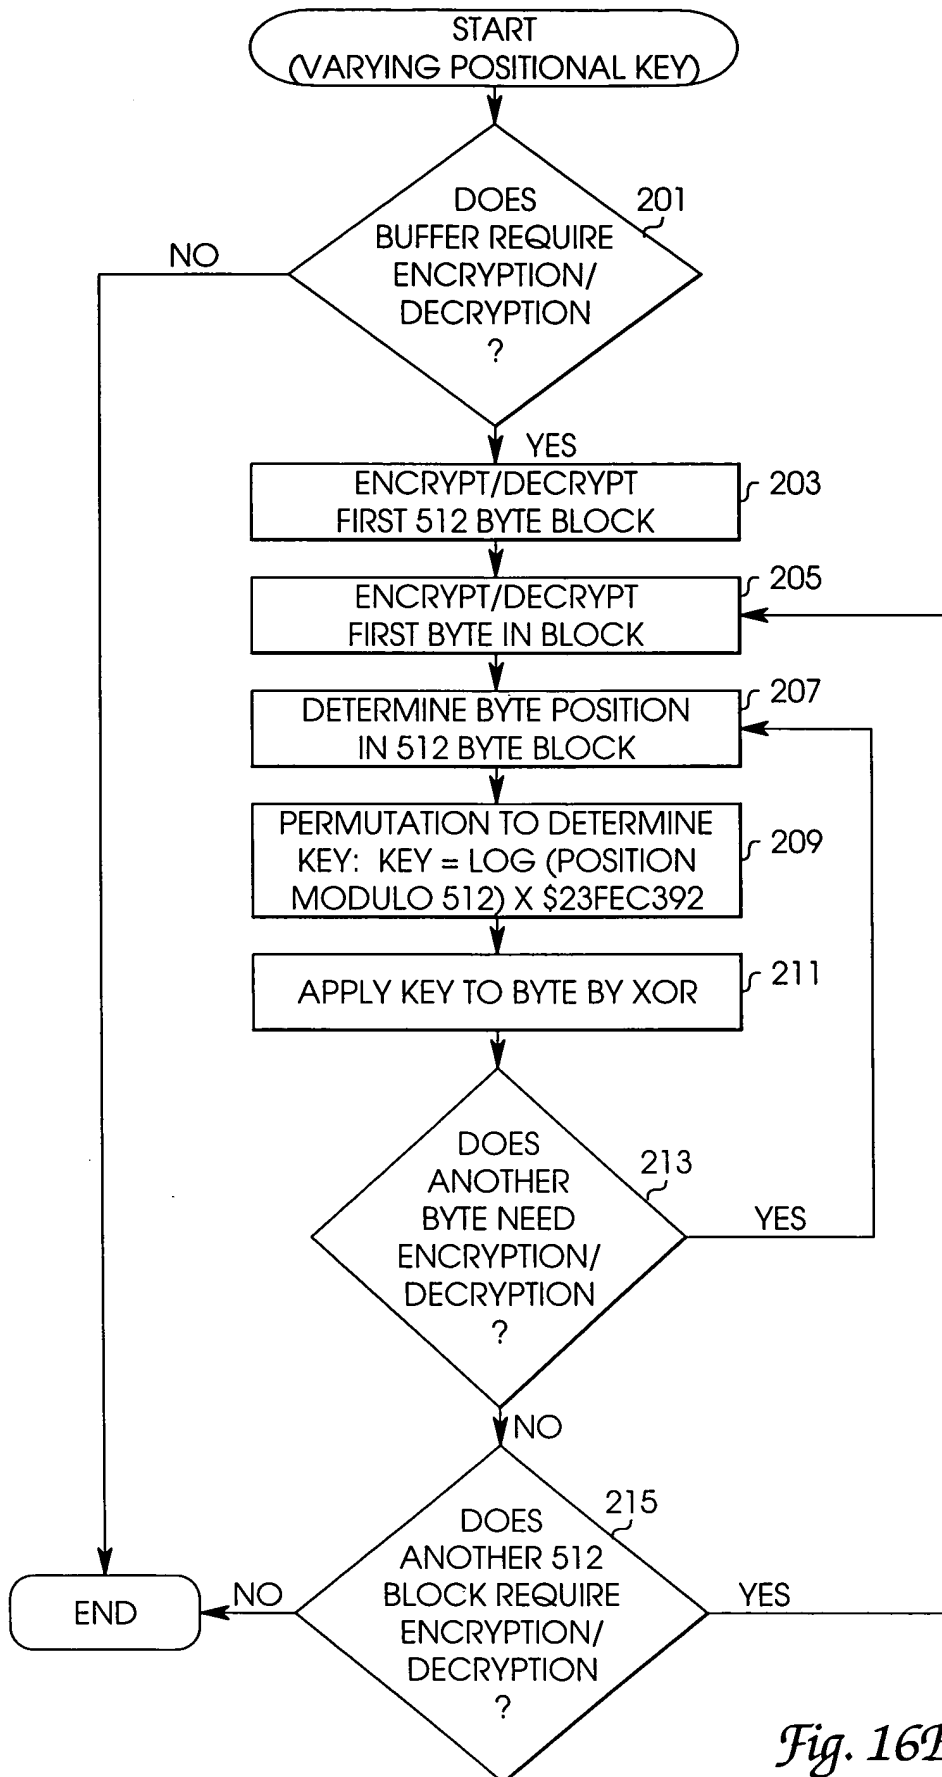 START
(VARYING POSITIONAL KEY)
DOES
BUFFER REQUIRE
ENCRYPTION/
DECRYPTION
?
201
NO
YES
ENCRYPT/DECRYPT
FIRST 512 BYTE BLOCK
203
ENCRYPT/DECRYPT
FIRST BYTE IN BLOCK
205
DETERMINE BYTE POSITION
IN 512 BYTE BLOCK
207
PERMUTATION TO DETERMINE
KEY: KEY = LOG (POSITION
MODULO 512) X $23FEC392
209
APPLY KEY TO BYTE BY XOR
211
DOES
ANOTHER
BYTE NEED
ENCRYPTION/
DECRYPTION
?
213
YES
NO
DOES
ANOTHER 512
BLOCK REQUIRE
ENCRYPTION/
DECRYPTION
?
215
YES
NO
END
Fig. 16B